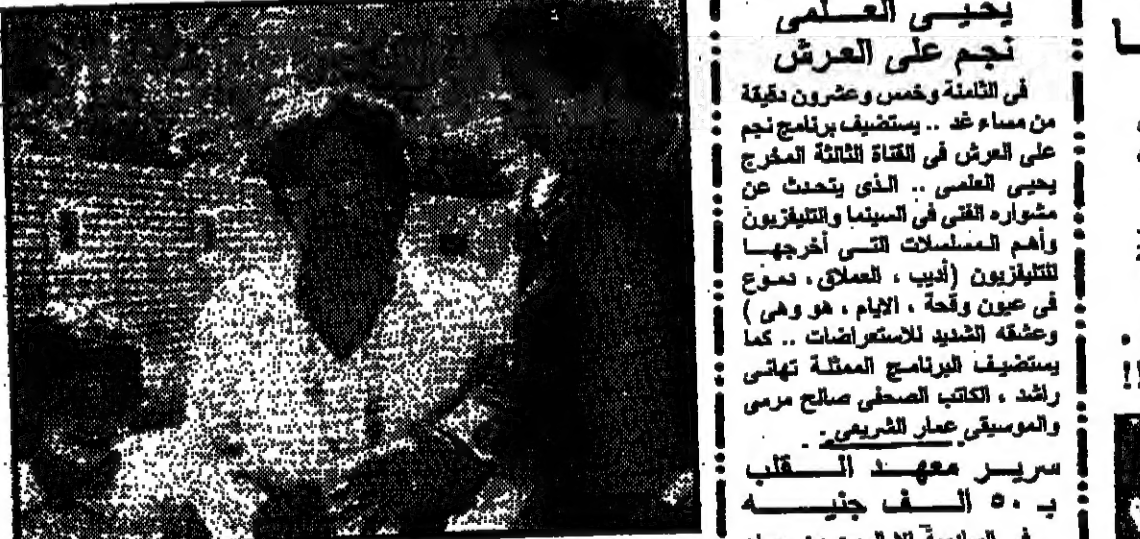 يحيى العلمى
نجم على العرش
فى الثامنة وخمس وعشرون دقيقة
من مساء غد .. يستضيف برنامج نجم
على العرش فى القناة الثالثة المخرج
يحيى العلمى .. الذى يتحدث عن
مشواره الفنى فى السينما والتليفزيون
وأهم المسلسلات التى أخرجها
للتليفزيون (أديب ، العملاق ، دموع
فى عيون وقحة ، الايام ، هو وهى )
وعشقه الشديد للاستعراضات .. كما
يستضيف البرنامج الممثلة تهانى
راشد ، الكاتب الصحفى صالح مرسى
والموسيقى عمار الشريعى .
سرير معهد القلب
بـ ٥٠ الف جنيه
!!